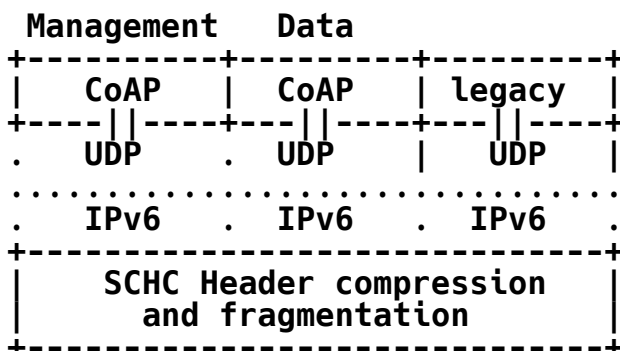 Management   Data
+----------+---------+---------+
|   CoAP   |  CoAP   | legacy  |
+----||----+---||----+---||----+
.   UDP    .  UDP    |   UDP   |
................................
.   IPv6   .  IPv6   .  IPv6   .
+------------------------------+
|    SCHC Header compression   |
|      and fragmentation       |
+------------------------------+